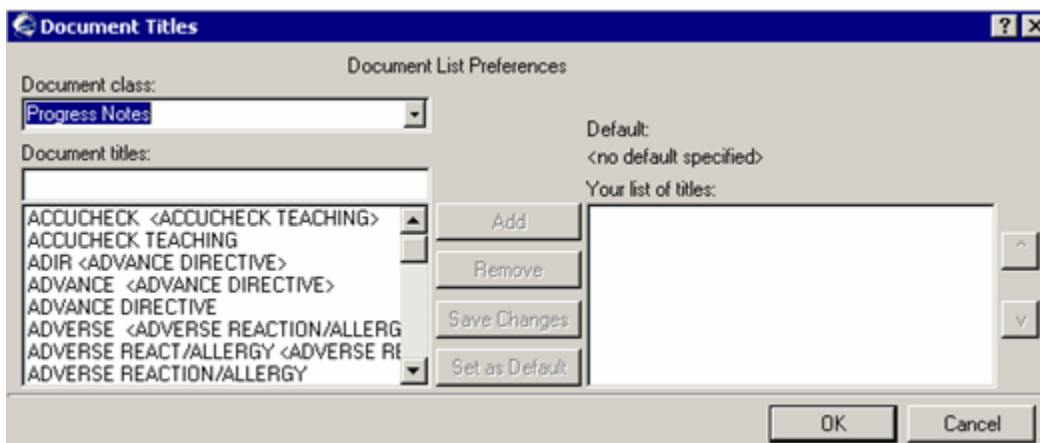 Document Titles
Document List Preferences
Document class:
Progress Notes
Default:
<no default specified>
Document titles:
Your list of titles:
ACCUCHECK <ACCUCHECK TEACHING>
ACCUCHECK TEACHING
ADIR <ADVANCE DIRECTIVE>
ADVANCE <ADVANCE DIRECTIVE>
ADVANCE DIRECTIVE
ADVERSE <ADVERSE REACTION/ALLERG
ADVERSE REACT/ALLERGY <ADVERSE RE
ADVERSE REACTION/ALLERGY
Add
Remove
Save Changes
Set as Default
^
v
OK
Cancel